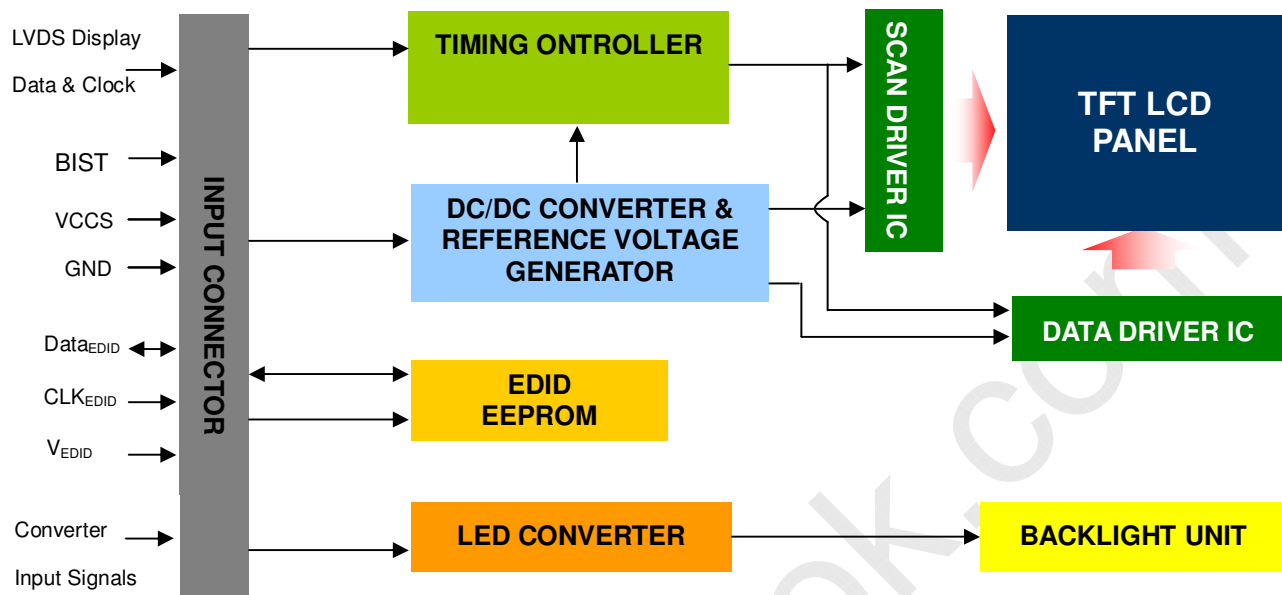 LVDS Display
Data & Clock
BIST
VCCS
GND
DataEDID
CLKEDID
VEDID
Converter
Input Signals
INPUT CONNECTOR
TIMING ONTROLLER
DC/DC CONVERTER &
REFERENCE VOLTAGE
GENERATOR
EDID
EEPROM
LED CONVERTER
SCAN DRIVER IC
TFT LCD
PANEL
DATA DRIVER IC
BACKLIGHT UNIT
ok.com